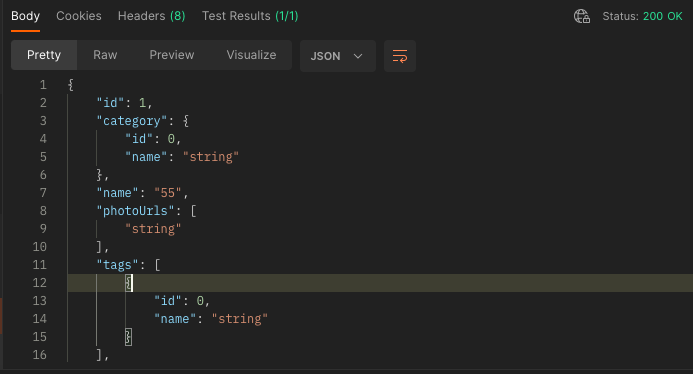 Body Cookies Headers (8) Test Results (1/1) Status: 200 OK
Pretty Raw Preview Visualize JSON
1 {
2 "id": 1,
3 "category": {
4 "id": 0,
5 "name": "string"
6 },
7 "name": "55",
8 "photoUrls": [
9 "string"
10 ],
11 "tags": [
12 {
13 "id": 0,
14 "name": "string"
15 }
16 ],